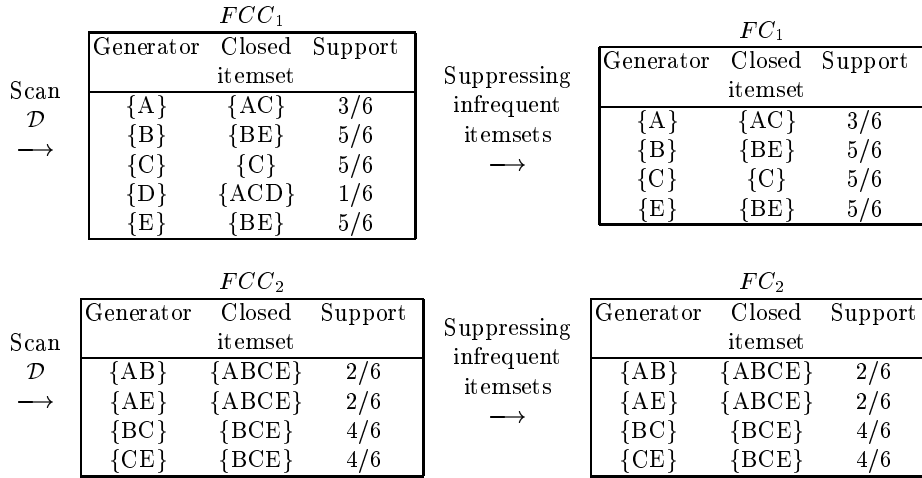 FCC₁
Generator Closed Support
itemset
{A} {AC} 3/6
{B} {BE} 5/6
{C} {C} 5/6
{D} {ACD} 1/6
{E} {BE} 5/6
Scan
𝒟
⟶
Suppressing
infrequent
itemsets
⟶
FC₁
Generator Closed Support
itemset
{A} {AC} 3/6
{B} {BE} 5/6
{C} {C} 5/6
{E} {BE} 5/6
FCC₂
Generator Closed Support
itemset
{AB} {ABCE} 2/6
{AE} {ABCE} 2/6
{BC} {BCE} 4/6
{CE} {BCE} 4/6
Scan
𝒟
⟶
Suppressing
infrequent
itemsets
⟶
FC₂
Generator Closed Support
itemset
{AB} {ABCE} 2/6
{AE} {ABCE} 2/6
{BC} {BCE} 4/6
{CE} {BCE} 4/6